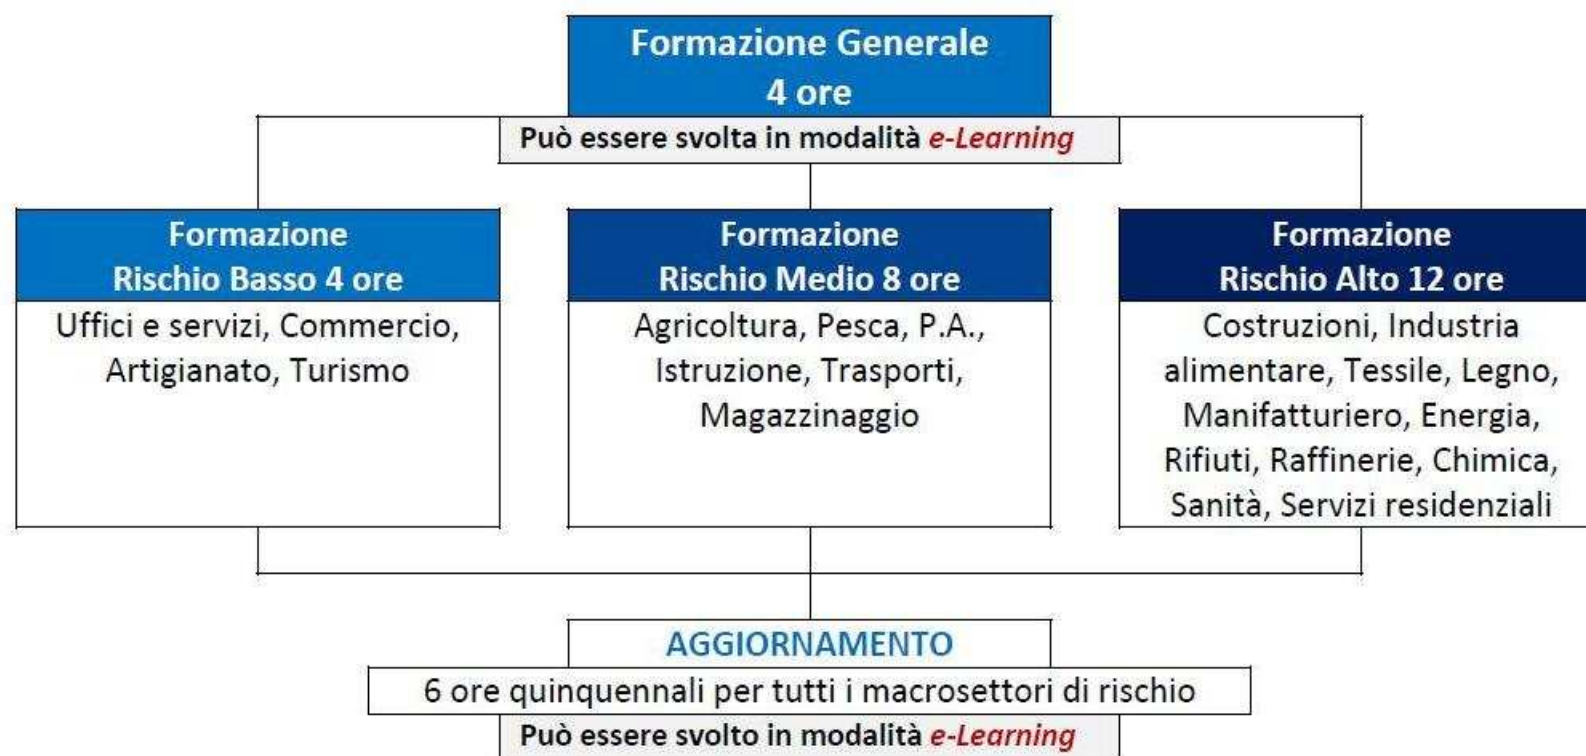 Formazione Generale
4 ore
Può essere svolta in modalità e-Learning
Formazione
Rischio Basso 4 ore
Uffici e servizi, Commercio,
Artigianato, Turismo
Formazione
Rischio Medio 8 ore
Agricoltura, Pesca, P.A.,
Istruzione, Trasporti,
Magazzinaggio
Formazione
Rischio Alto 12 ore
Costruzioni, Industria
alimentare, Tessile, Legno,
Manifatturiero, Energia,
Rifiuti, Raffinerie, Chimica,
Sanità, Servizi residenziali
AGGIORNAMENTO
6 ore quinquennali per tutti i macrosettori di rischio
Può essere svolto in modalità e-Learning